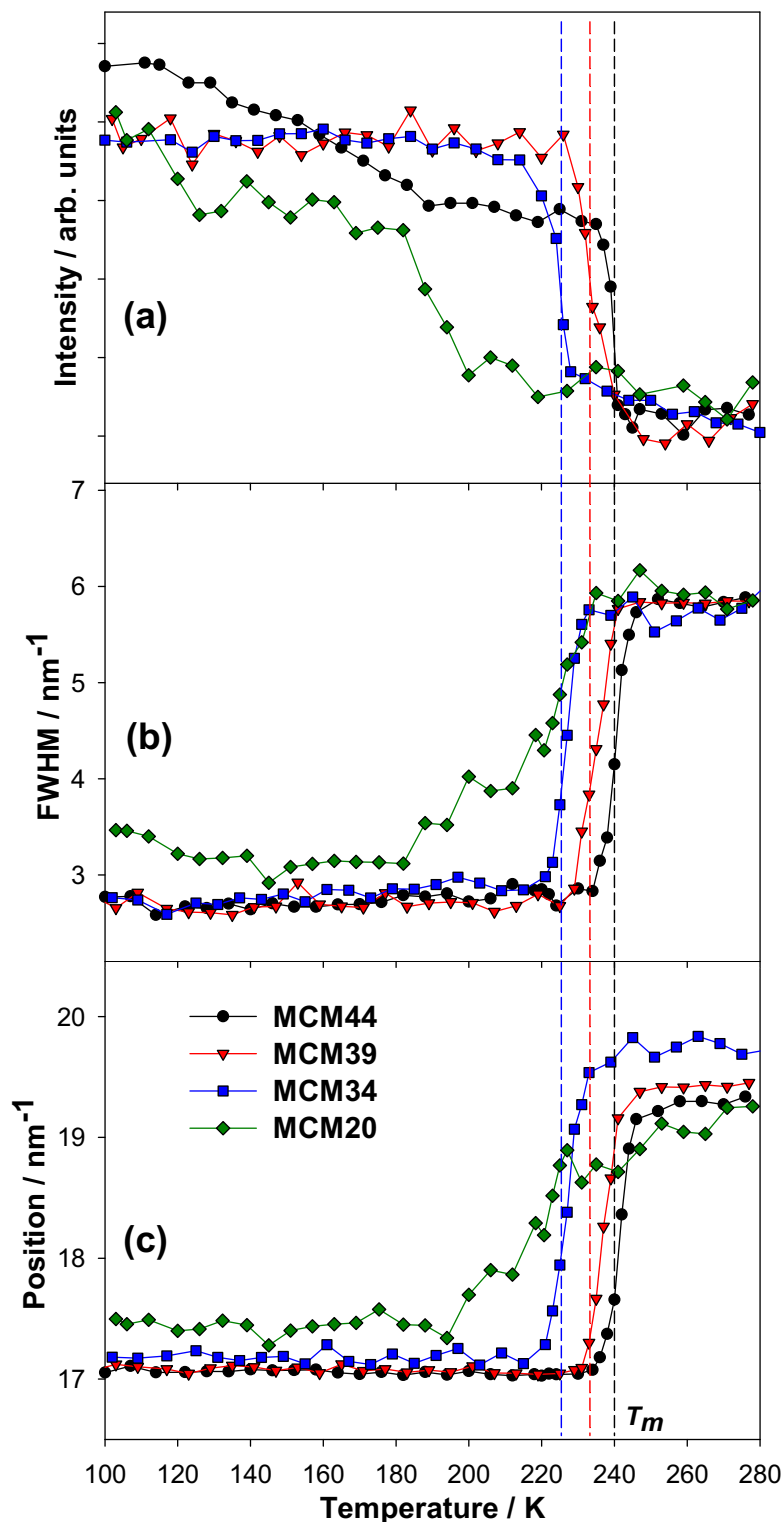 Intensity / arb. units
(a)
7
6
5
4
3
FWHM / nm⁻¹
(b)
20
19
18
17
Position / nm⁻¹
MCM44
MCM39
MCM34
MCM20
(c)
Tm
100 120 140 160 180 200 220 240 260 280
Temperature / K